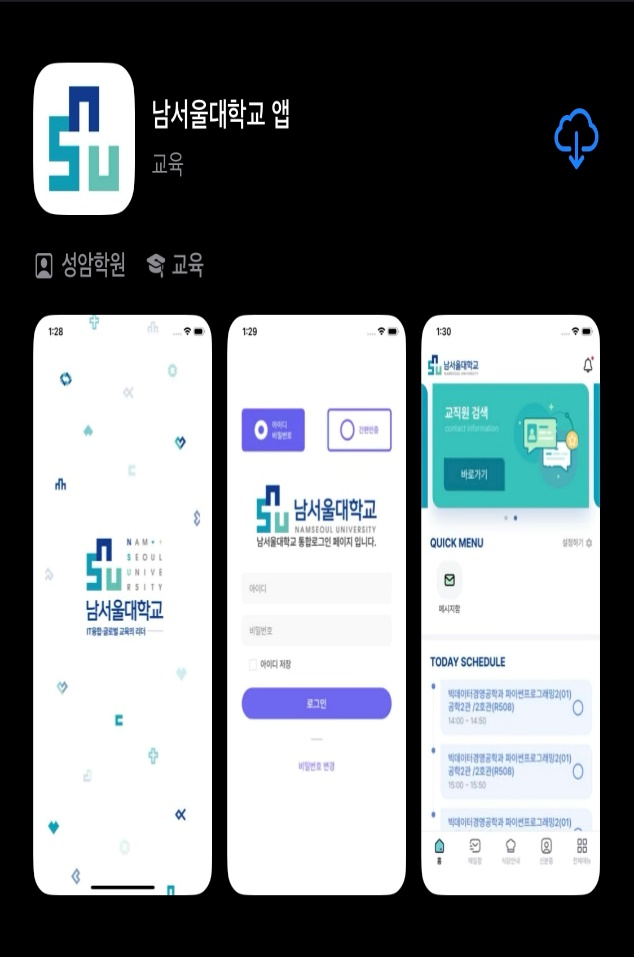 남서울대학교 앱
교육
성암학원 교육
1:28
NAM
SEOUL
UNIVE
RSITY
남서울대학교
IT융합·글로벌 교육의 리더
1:29
아이디
비밀번호
간편인증
남서울대학교
NAMSEOUL UNIVERSITY
남서울대학교 통합로그인 페이지 입니다.
아이디
비밀번호
아이디 저장
로그인
비밀번호 변경
1:30
남서울대학교
NAMSEOUL UNIVERSITY
교직원 검색
contact information
바로가기
QUICK MENU 설정하기
메시지함
TODAY SCHEDULE
빅데이터경영공학과 파이썬프로그래밍2(01)
공학2관 /2호관(R508)
14:00 ~ 14:50
빅데이터경영공학과 파이썬프로그래밍2(01)
공학2관 /2호관(R508)
15:00 ~ 15:50
빅데이터경영공학과 파이썬프로그래밍2(01)
홈 식당안내 신분증 전체메뉴